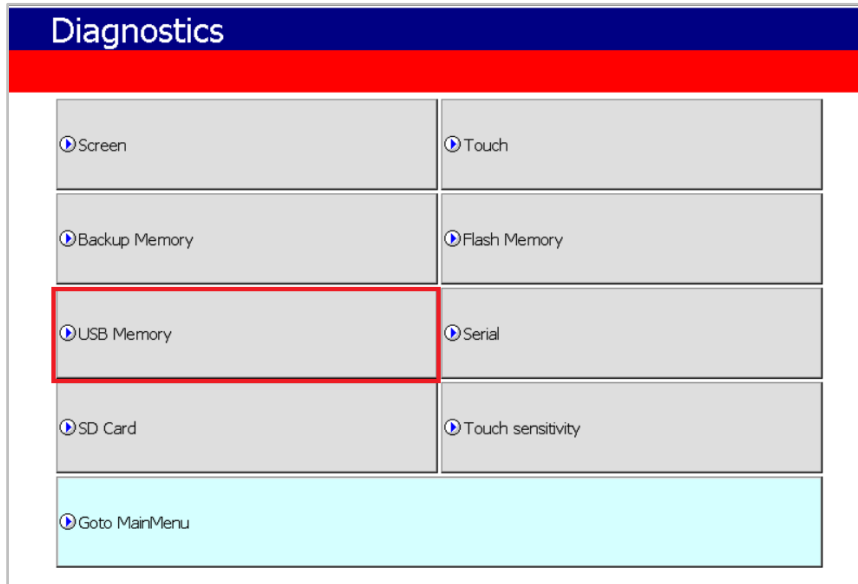 Diagnostics
Screen
Touch
Backup Memory
Flash Memory
USB Memory
Serial
SD Card
Touch sensitivity
Goto MainMenu